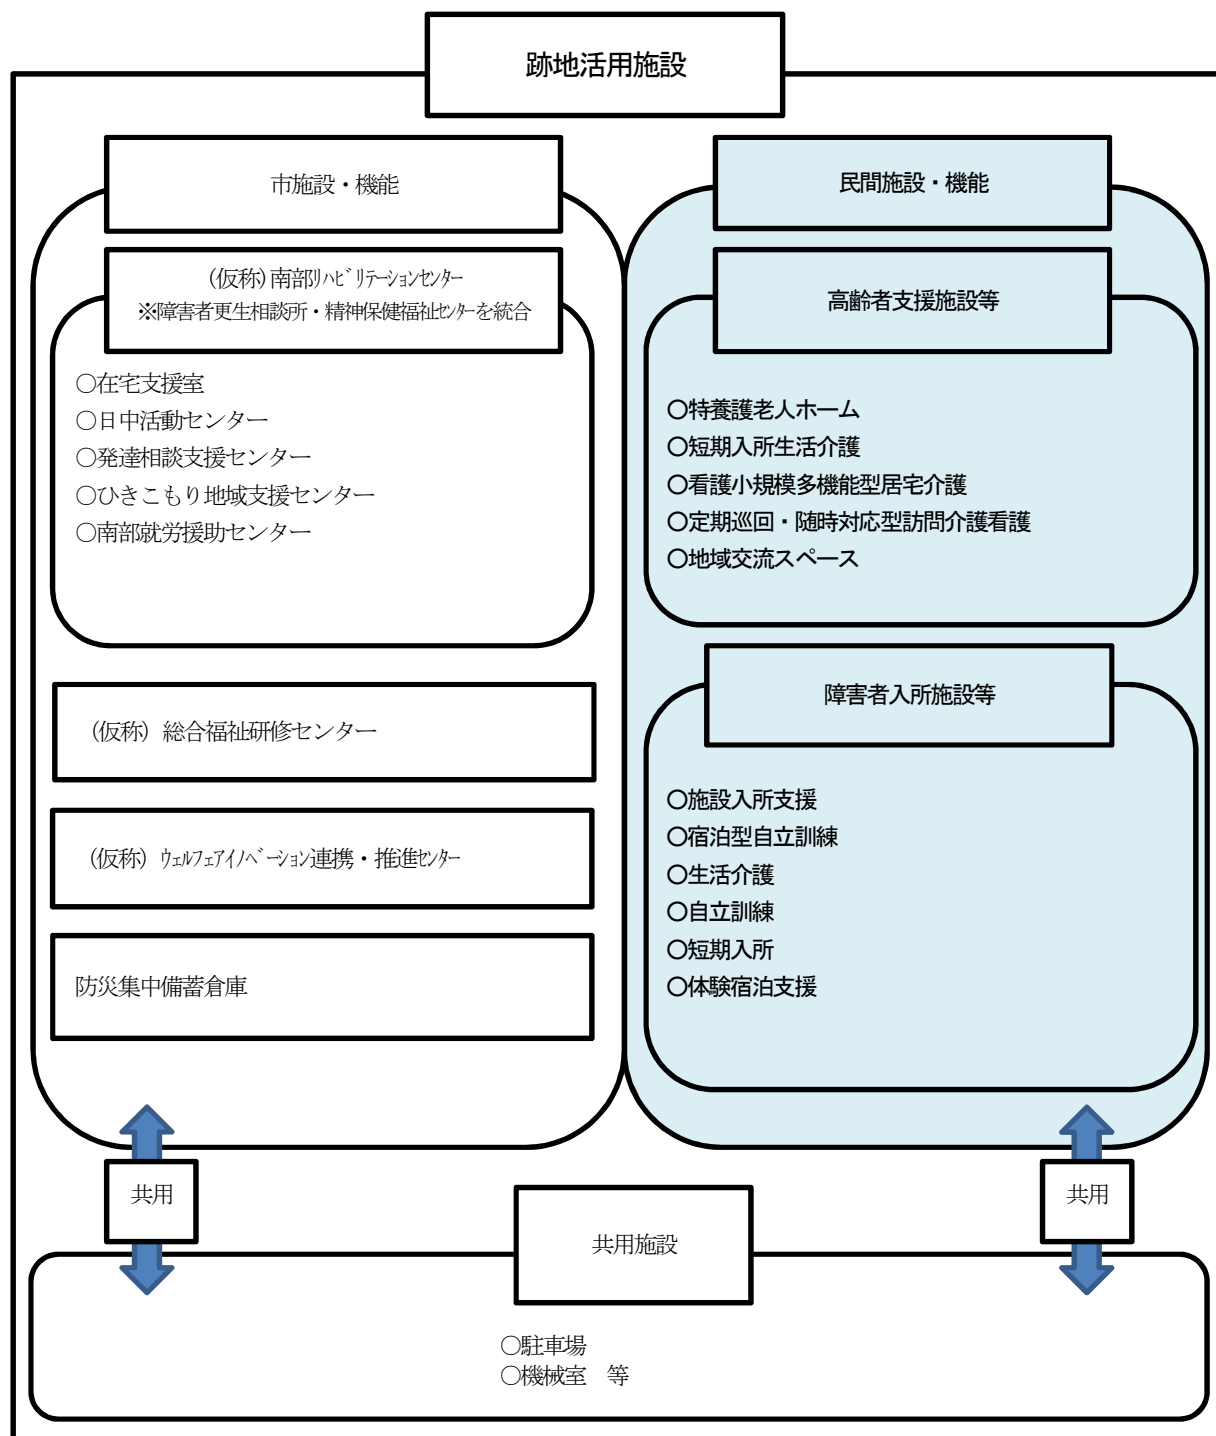 跡地活用施設
市施設・機能
(仮称)南部ﾘﾊﾋﾞﾘﾃｰｼｮﾝｾﾝﾀｰ
※障害者更生相談所・精神保健福祉ｾﾝﾀｰを統合
○在宅支援室
○日中活動センター
○発達相談支援センター
○ひきこもり地域支援センター
○南部就労援助センター
(仮称) 総合福祉研修センター
(仮称) ｳｪﾙﾌｪｱｲﾉﾍﾞｰｼｮﾝ連携・推進ｾﾝﾀｰ
防災集中備蓄倉庫
民間施設・機能
高齢者支援施設等
○特養護老人ホーム
○短期入所生活介護
○看護小規模多機能型居宅介護
○定期巡回・随時対応型訪問介護看護
○地域交流スペース
障害者入所施設等
○施設入所支援
○宿泊型自立訓練
○生活介護
○自立訓練
○短期入所
○体験宿泊支援
共用
共用
共用施設
○駐車場
○機械室　等